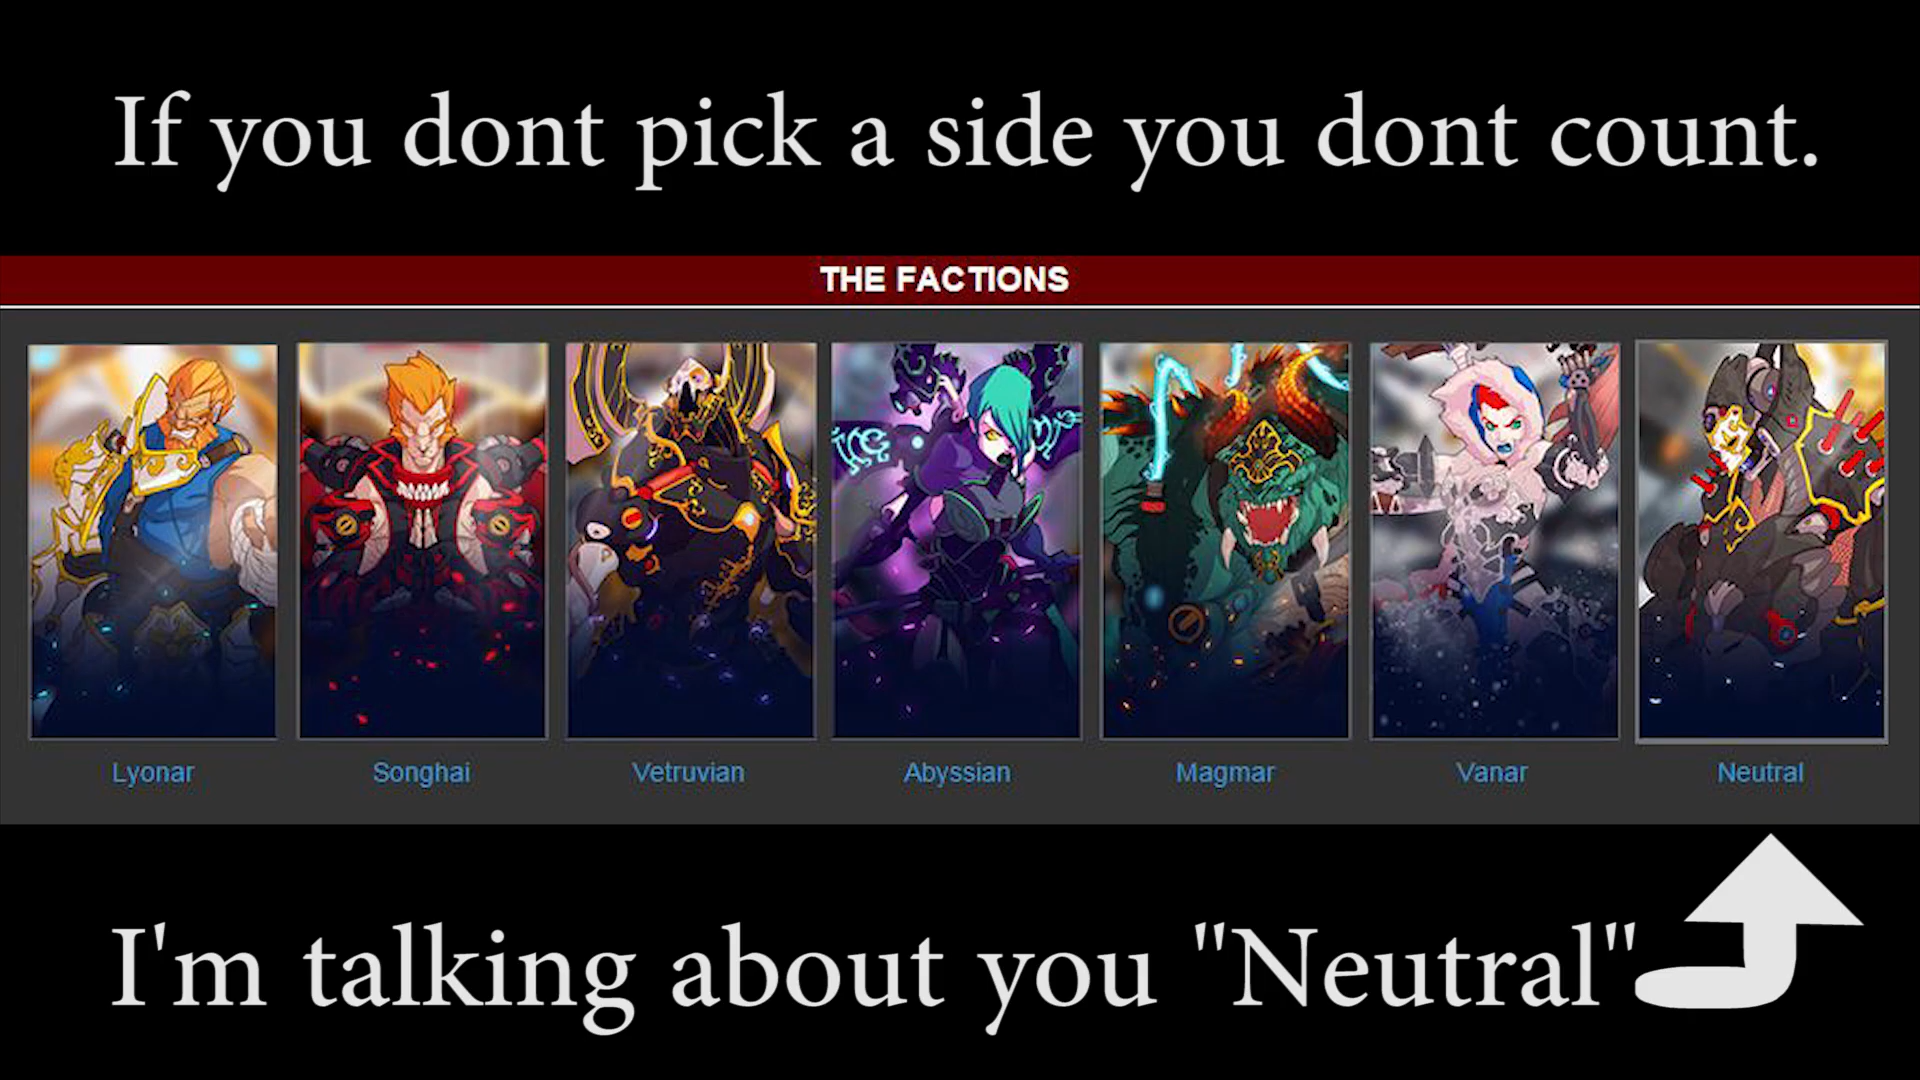 If you dont pick a side you dont count.
THE FACTIONS
Lyonar Songhai Vetruvian Abyssian Magmar Vanar Neutral
I'm talking about you "Neutral"